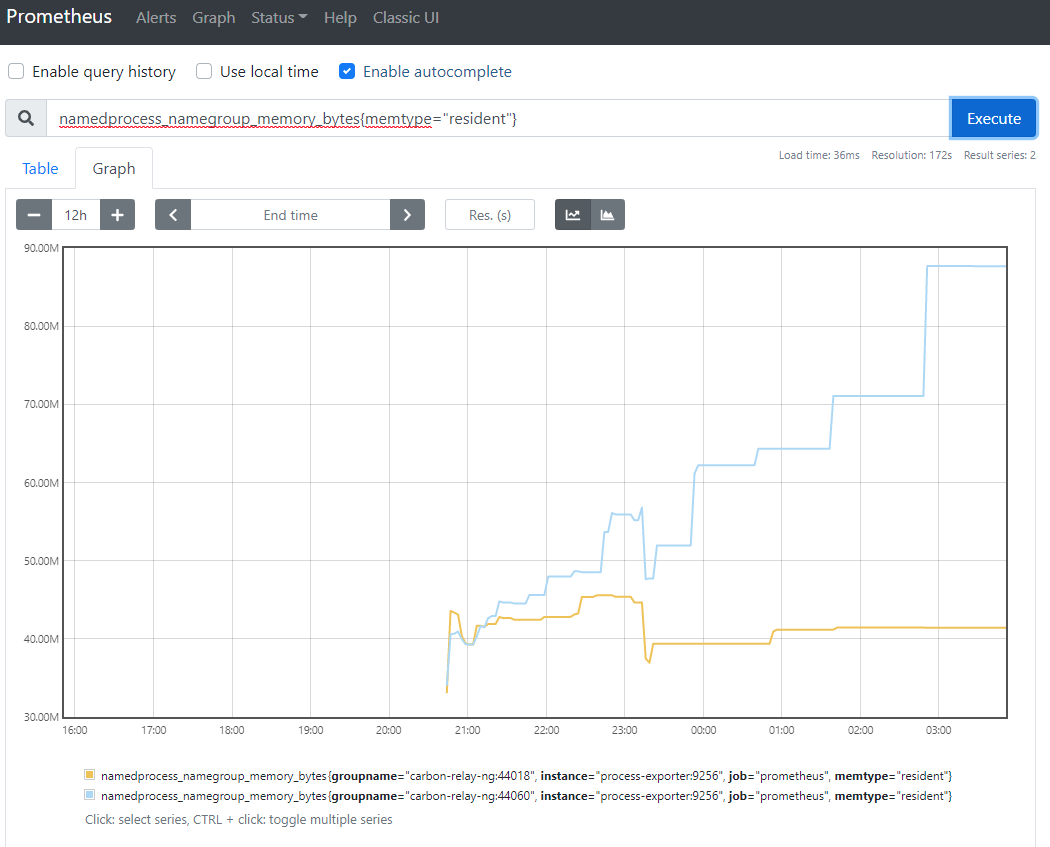 Prometheus Alerts Graph Status Help Classic UI
Enable query history Use local time Enable autocomplete
namedprocess_namegroup_memory_bytes{memtype="resident"} Execute
Load time: 36ms Resolution: 172s Result series: 2
Table Graph
12h End time Res. (s)
90.00M
80.00M
70.00M
60.00M
50.00M
40.00M
30.00M
16:00 17:00 18:00 19:00 20:00 21:00 22:00 23:00 00:00 01:00 02:00 03:00
namedprocess_namegroup_memory_bytes{groupname="carbon-relay-ng:44018", instance="process-exporter:9256", job="prometheus", memtype="resident"}
namedprocess_namegroup_memory_bytes{groupname="carbon-relay-ng:44060", instance="process-exporter:9256", job="prometheus", memtype="resident"}
Click: select series, CTRL + click: toggle multiple series